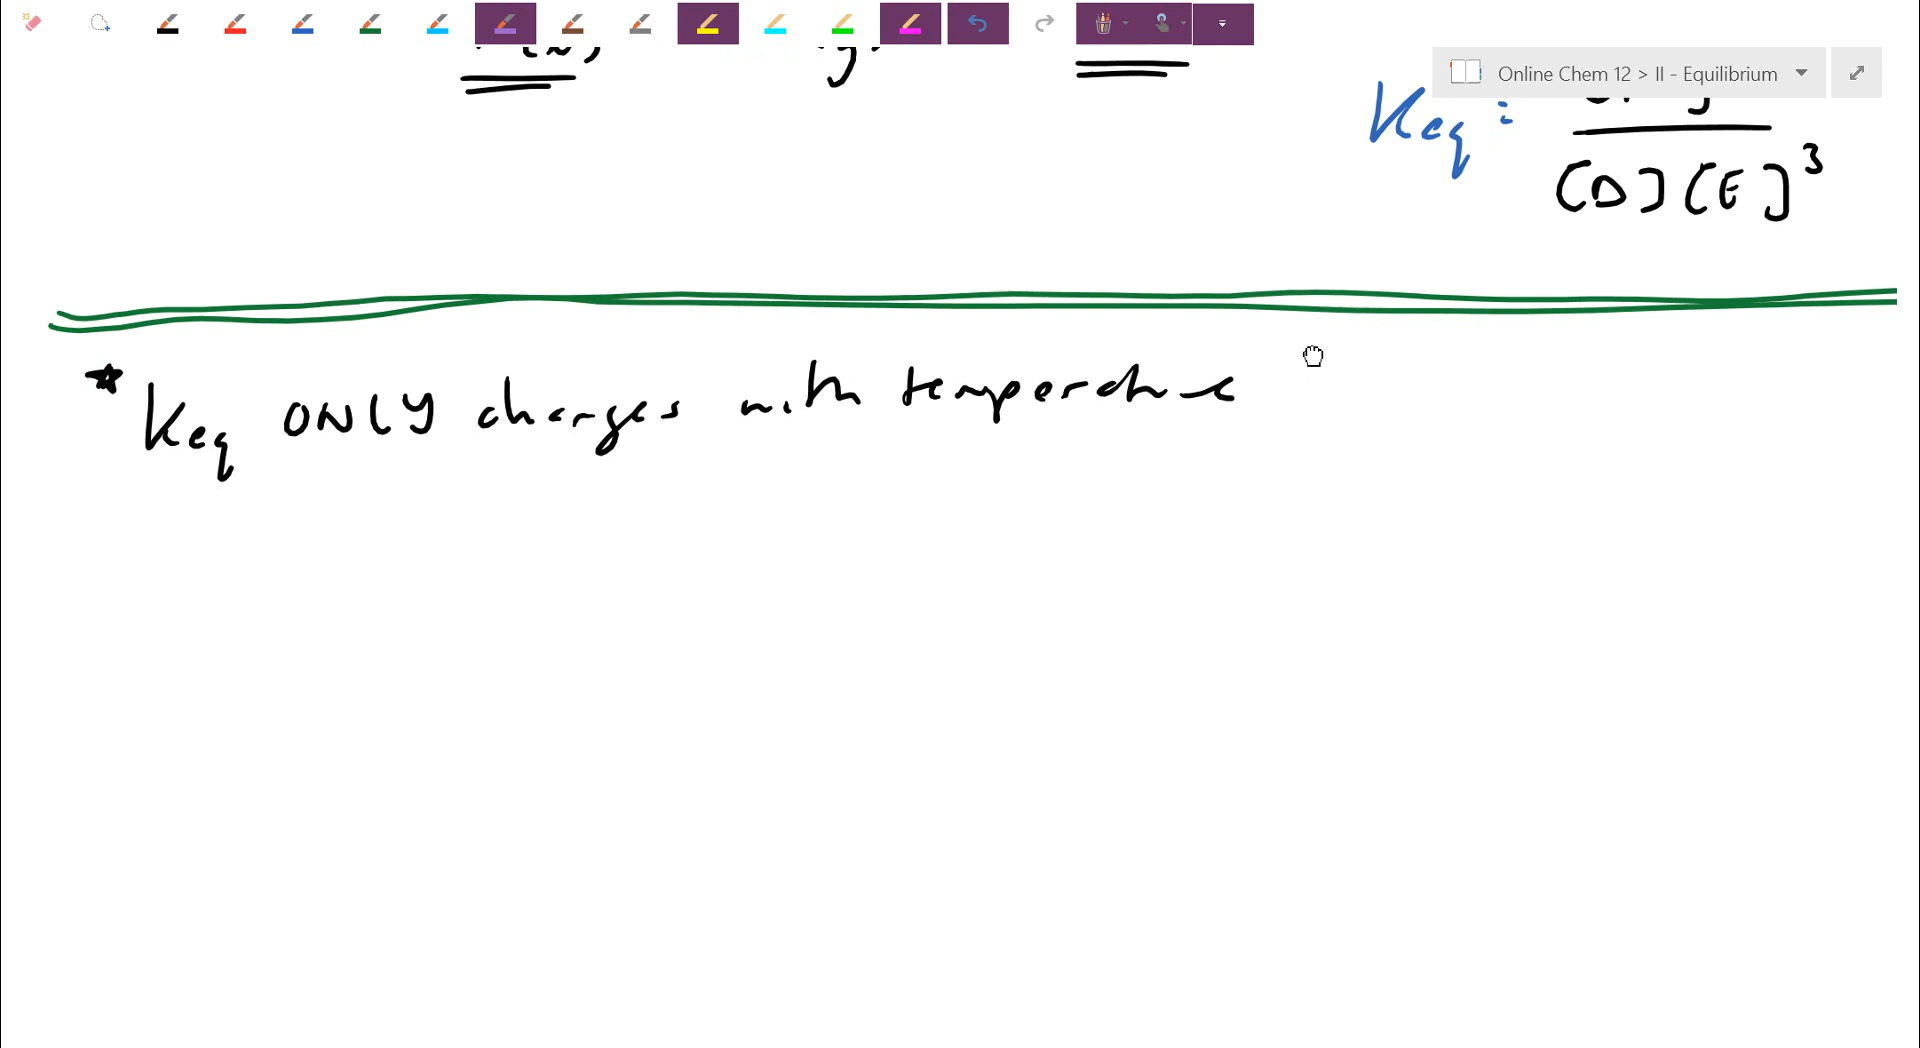 Online Chem 12 > II - Equilibrium
Keq =
[D][E]³
* Keq ONLY changes with temperature